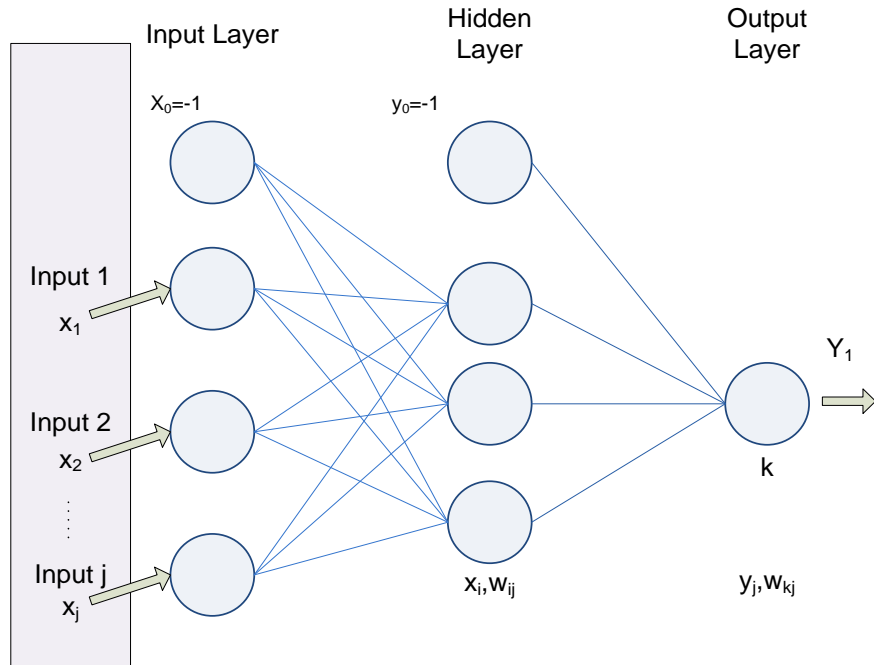 Input Layer
Hidden
Layer
Output
Layer
X₀=-1
y₀=-1
Input 1
x₁
Input 2
x₂
......
Input j
xⱼ
Y₁
k
xᵢ,wᵢⱼ
yⱼ,wₖⱼ